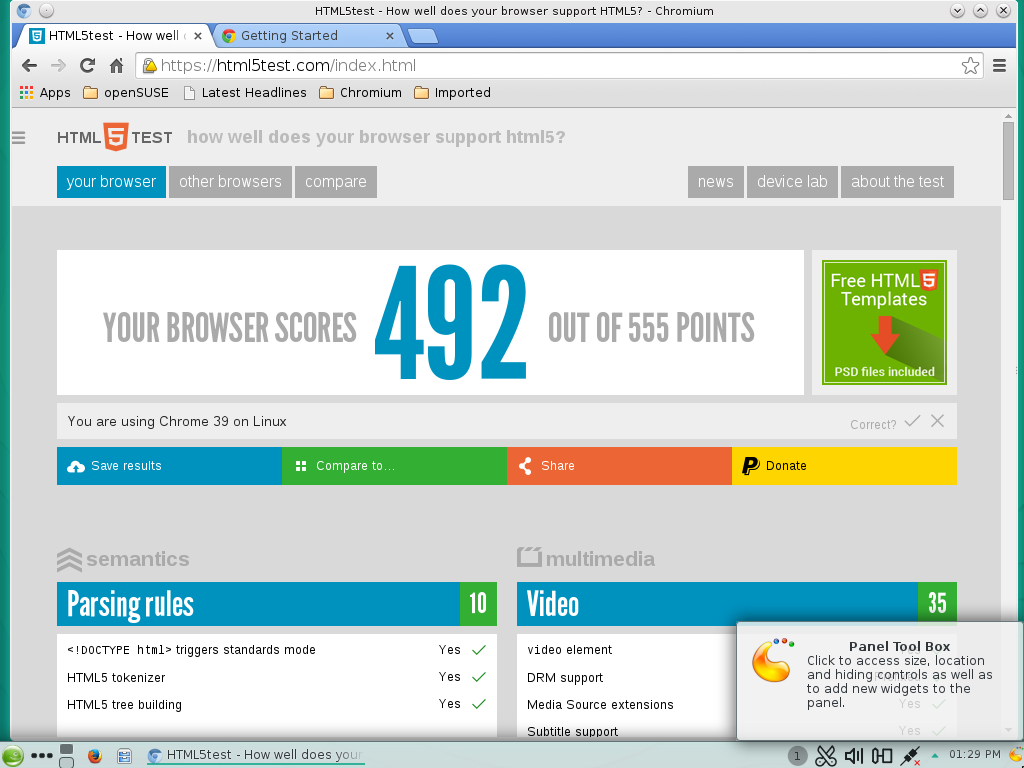 HTML5test - How well does your browser support HTML5? - Chromium
HTML5test - How well
Getting Started
https://html5test.com/index.html
Apps openSUSE Latest Headlines Chromium Imported
HTML 5 TEST how well does your browser support html5?
your browser other browsers compare news device lab about the test
YOUR BROWSER SCORES 492 OUT OF 555 POINTS
Free HTML 5
Templates
PSD files included
You are using Chrome 39 on Linux
Correct?
Save results Compare to... Share Donate
semantics
Parsing rules 10
<!DOCTYPE html> triggers standards mode Yes
HTML5 tokenizer Yes
HTML5 tree building Yes
multimedia
Video 35
video element
DRM support
Media Source extensions Yes
Subtitle support Yes
Panel Tool Box
Click to access size, location
and hiding controls as well as
to add new widgets to the
panel.
HTML5test - How well does your
1
01:29 PM